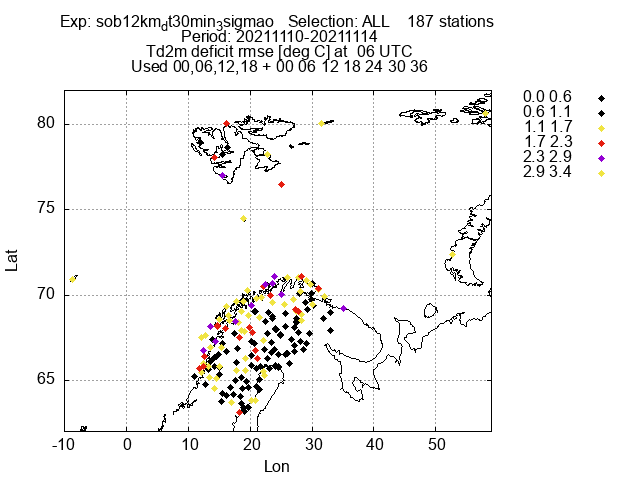 Exp: sob12km_dt30min_3sigmao Selection: ALL 187 stations
Period: 20211110-20211114
Td2m deficit rmse [deg C] at 06 UTC
Used 00,06,12,18 + 00 06 12 18 24 30 36
0.0 0.6
0.6 1.1
1.1 1.7
1.7 2.3
2.3 2.9
2.9 3.4
80
75
70
65
Lat
-10 0 10 20 30 40 50
Lon